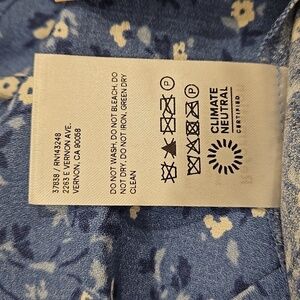 37838 / RN143248
2263 E VERNON AVE.
VERNON, CA 90058
DO NOT WASH, DO NOT BLEACH, DO
NOT DRY, DO NOT IRON, GREEN DRY
CLEAN
P P
CLIMATE
NEUTRAL
CERTIFIED